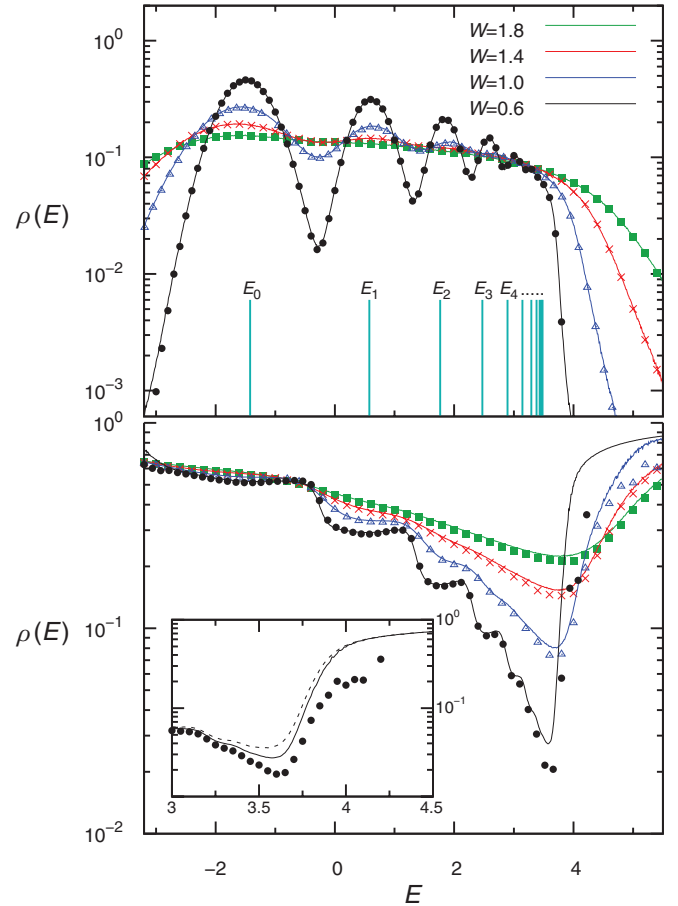 10⁰
W=1.8
W=1.4
W=1.0
W=0.6
10⁻¹
ρ(E)
10⁻²
E₀ E₁ E₂ E₃ E₄ .....
10⁻³
10⁰
ρ(E)
10⁻¹
10⁰
10⁻¹
3 3.5 4 4.5
10⁻²
−2 0 2 4
E